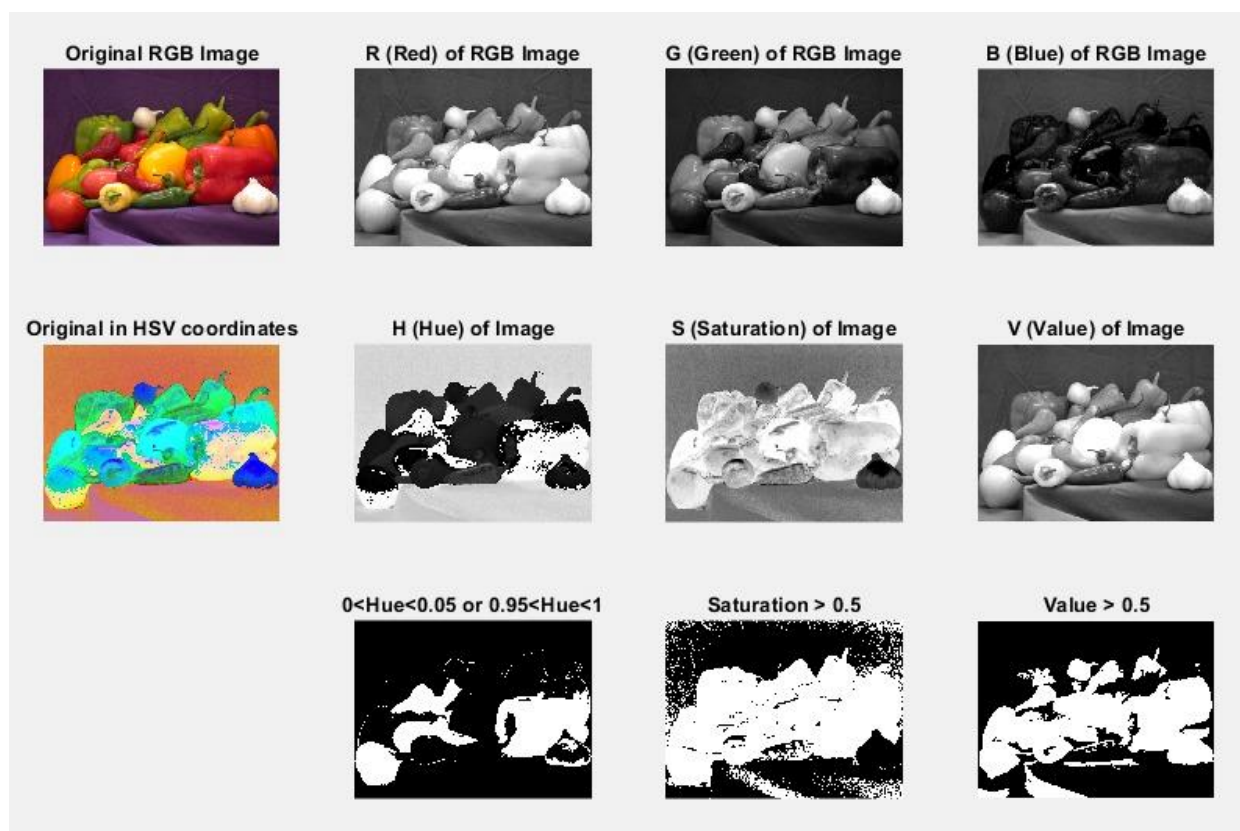 Original RGB Image
R (Red) of RGB Image
G (Green) of RGB Image
B (Blue) of RGB Image
Original in HSV coordinates
H (Hue) of Image
S (Saturation) of Image
V (Value) of Image
0<Hue<0.05 or 0.95<Hue<1
Saturation > 0.5
Value > 0.5